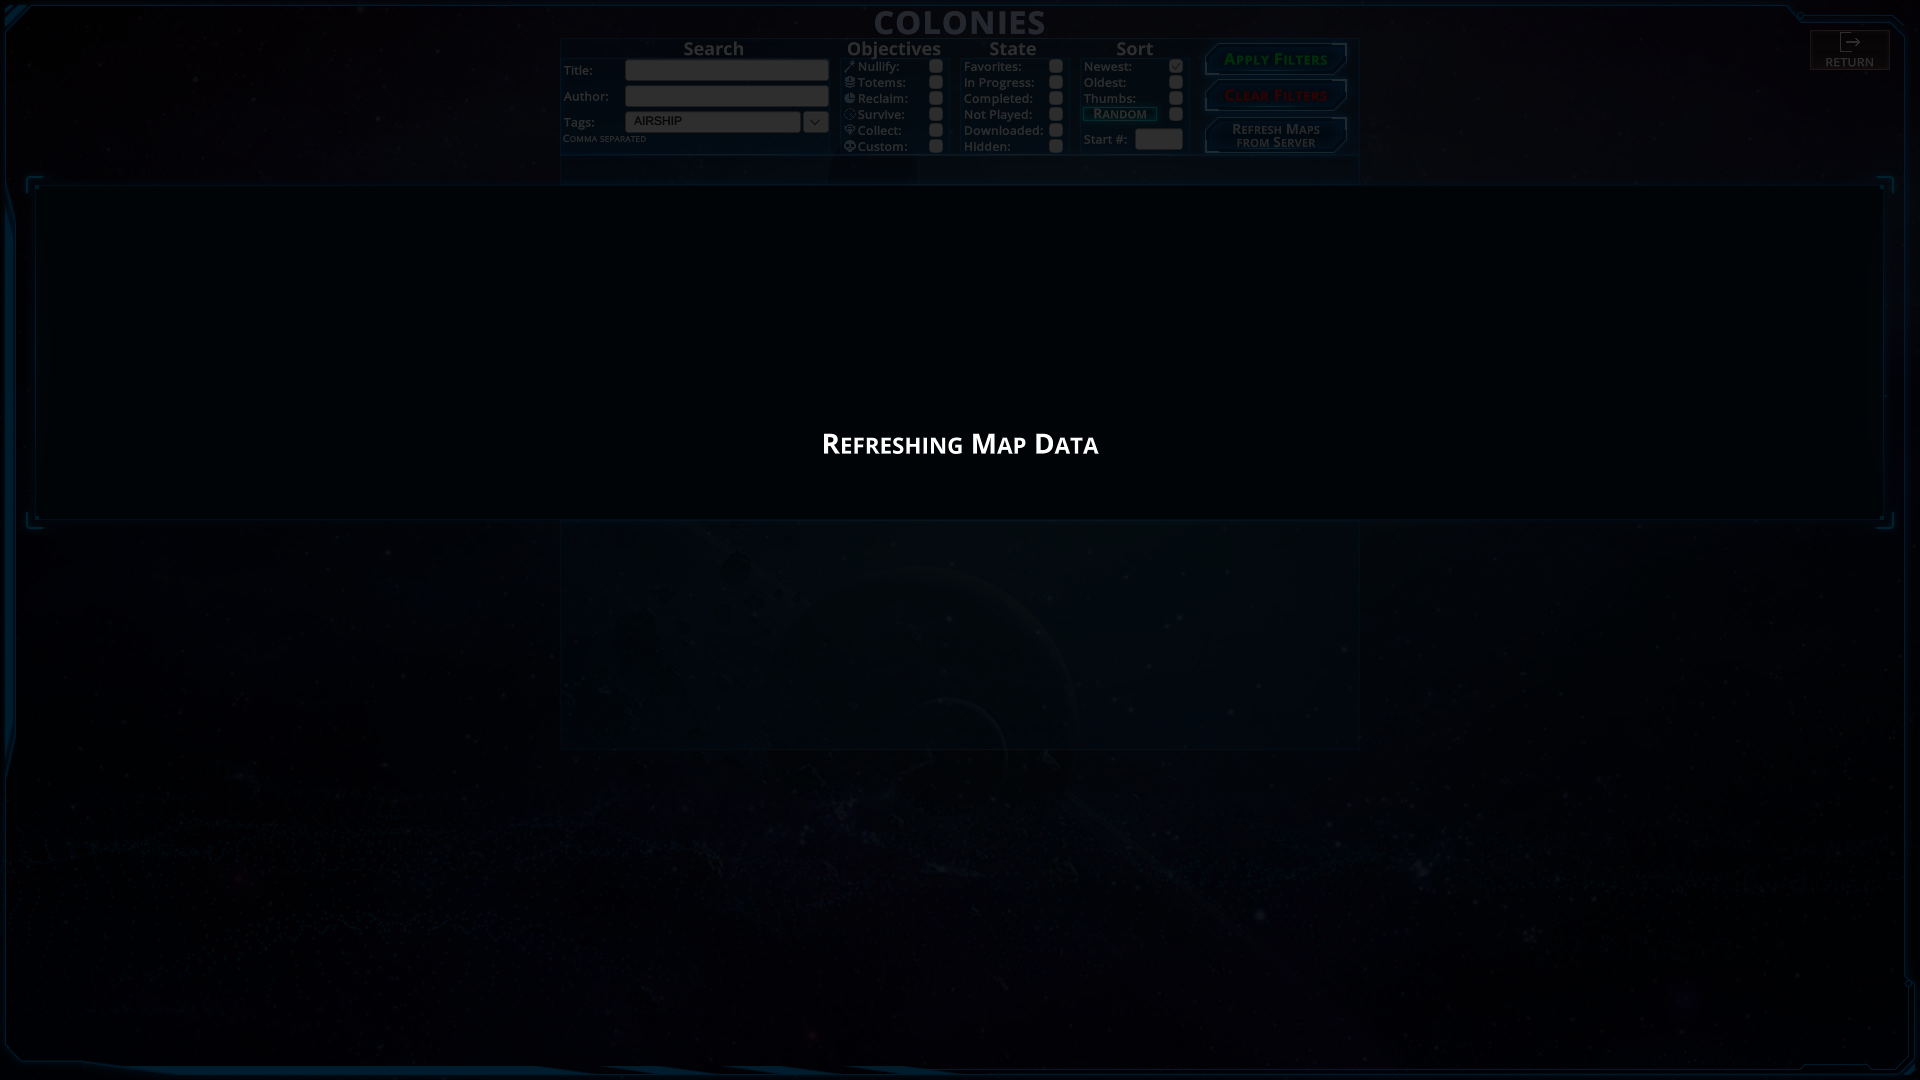 COLONIES
Search
Title:
Author:
Tags: AIRSHIP
COMMA SEPARATED
Objectives
Nullify:
Totems:
Reclaim:
Survive:
Collect:
Custom:
State
Favorites:
In Progress:
Completed:
Not Played:
Downloaded:
Hidden:
Sort
Newest:
Oldest:
Thumbs:
RANDOM
Start #:
APPLY FILTERS
CLEAR FILTERS
REFRESH MAPS
FROM SERVER
RETURN
REFRESHING MAP DATA